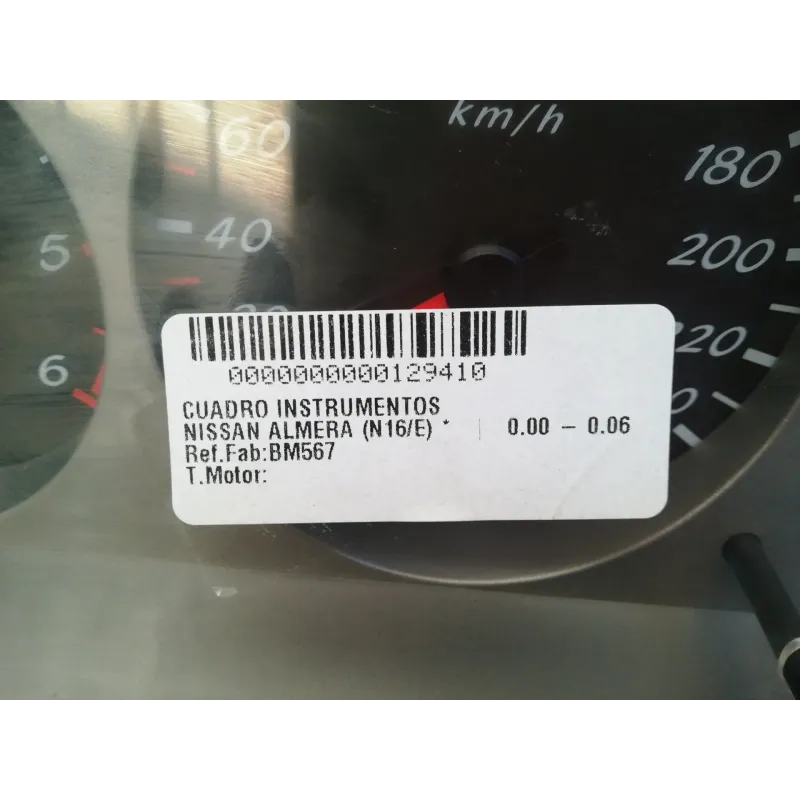 km/h
60
180
5
40
200
20
6
220
0000000000129410
CUADRO INSTRUMENTOS
NISSAN ALMERA (N16/E) * 0.00 - 0.06
Ref.Fab:BM567
T.Motor: